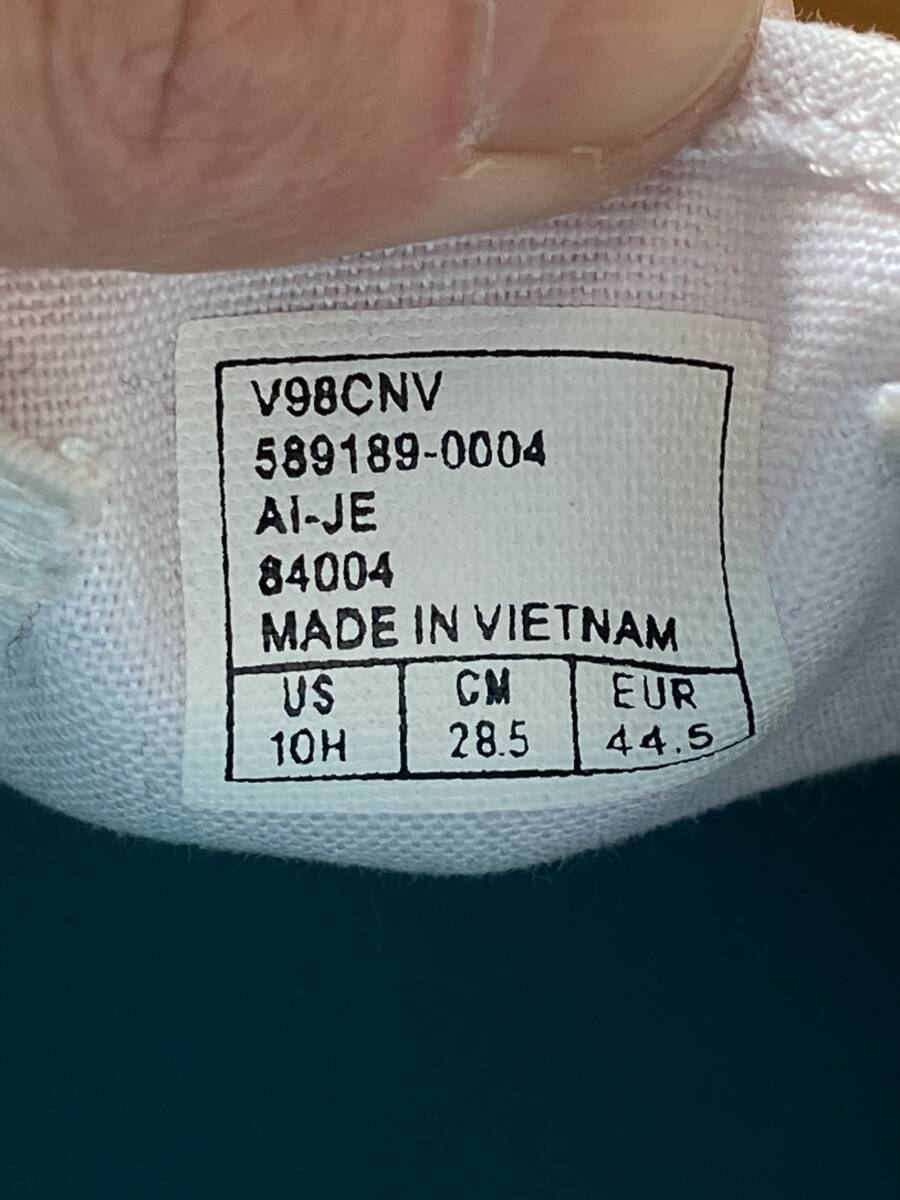 V98CNV
589189-0004
AI-JE
84004
MADE IN VIETNAM
US CM EUR
10H 28.5 44.5